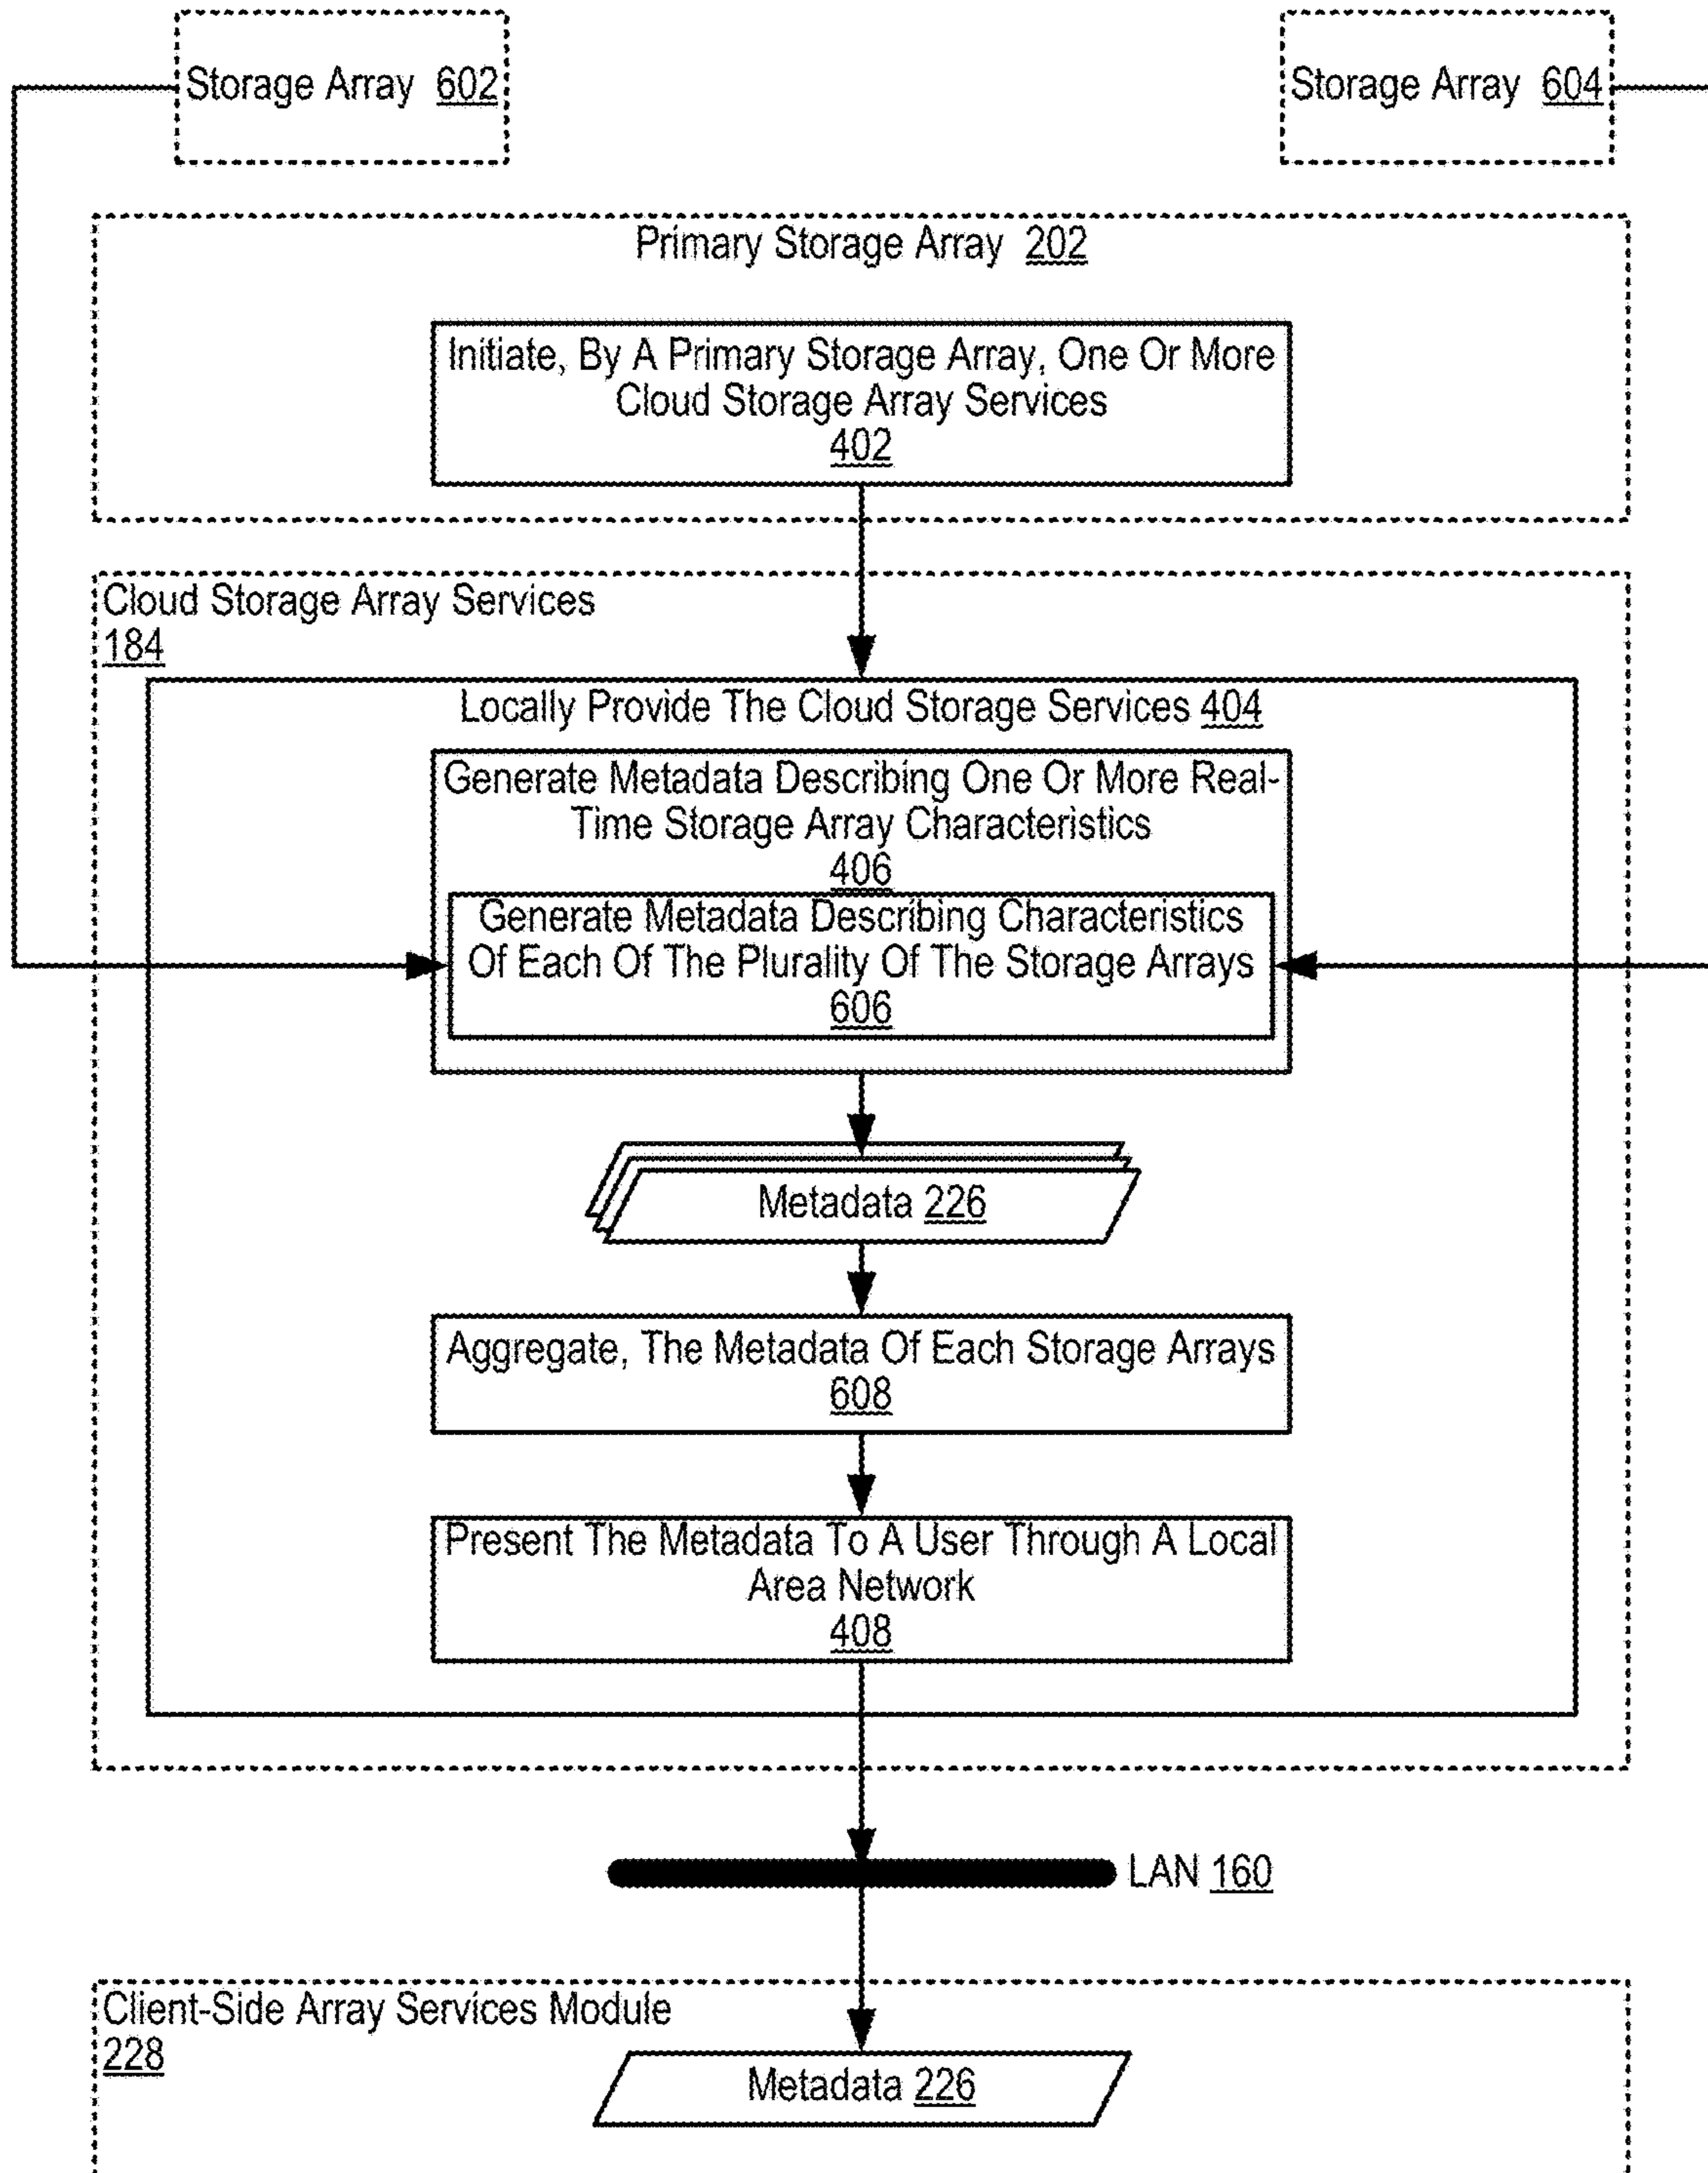 Storage Array 602
Storage Array 604
Primary Storage Array 202
Initiate, By A Primary Storage Array, One Or More
Cloud Storage Array Services
402
Cloud Storage Array Services
184
Locally Provide The Cloud Storage Services 404
Generate Metadata Describing One Or More Real-
Time Storage Array Characteristics
406
Generate Metadata Describing Characteristics
Of Each Of The Plurality Of The Storage Arrays
606
Metadata 226
Aggregate, The Metadata Of Each Storage Arrays
608
Present The Metadata To A User Through A Local
Area Network
408
LAN 160
Client-Side Array Services Module
228
Metadata 226